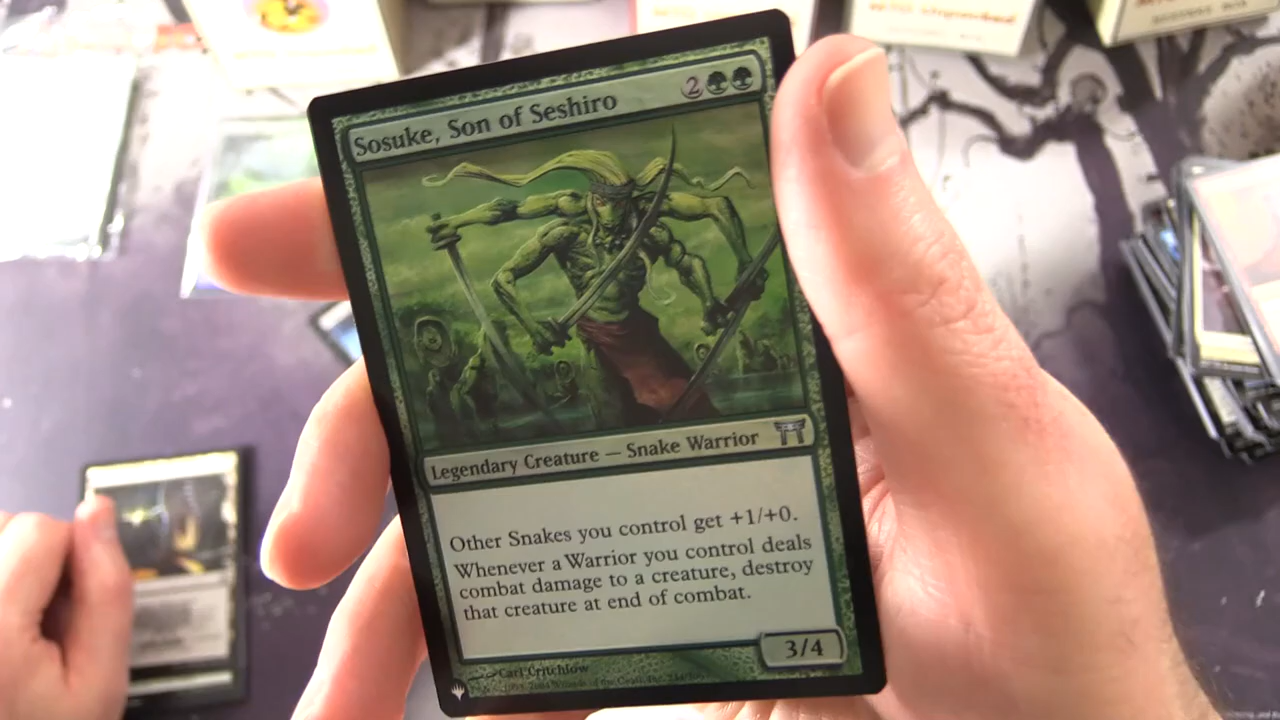 Sosuke, Son of Seshiro
2
Legendary Creature — Snake Warrior
Other Snakes you control get +1/+0.
Whenever a Warrior you control deals
combat damage to a creature, destroy
that creature at end of combat.
3/4
Carl Critchlow